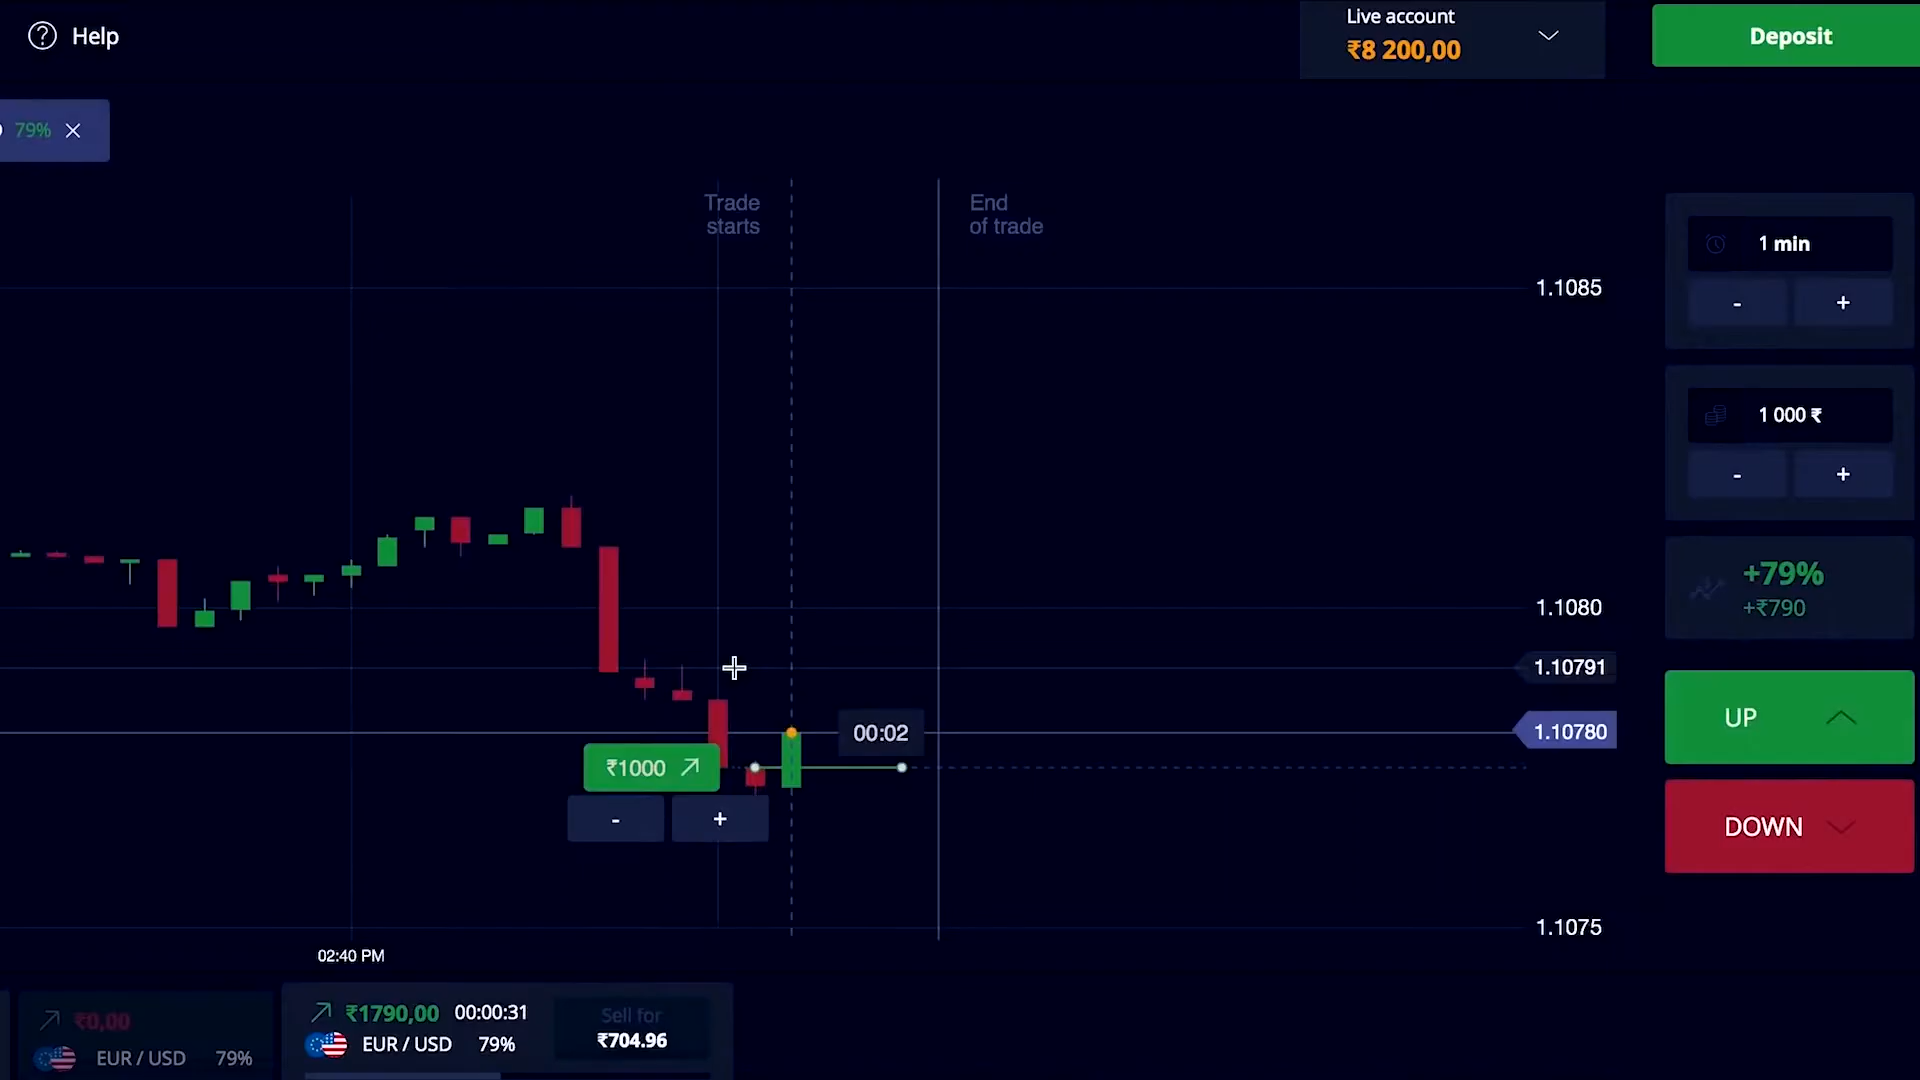 Help
Live account
₹8 200,00
Deposit
79%
Trade
starts
End
of trade
1 min
- +
1 000 ₹
- +
+79%
+₹790
UP
DOWN
1.1085
1.1080
1.10791
1.10780
1.1075
00:02
₹1000
- +
02:40 PM
₹0,00
EUR / USD 79%
₹1790,00 00:00:31
EUR / USD 79%
Sell for
₹704.96